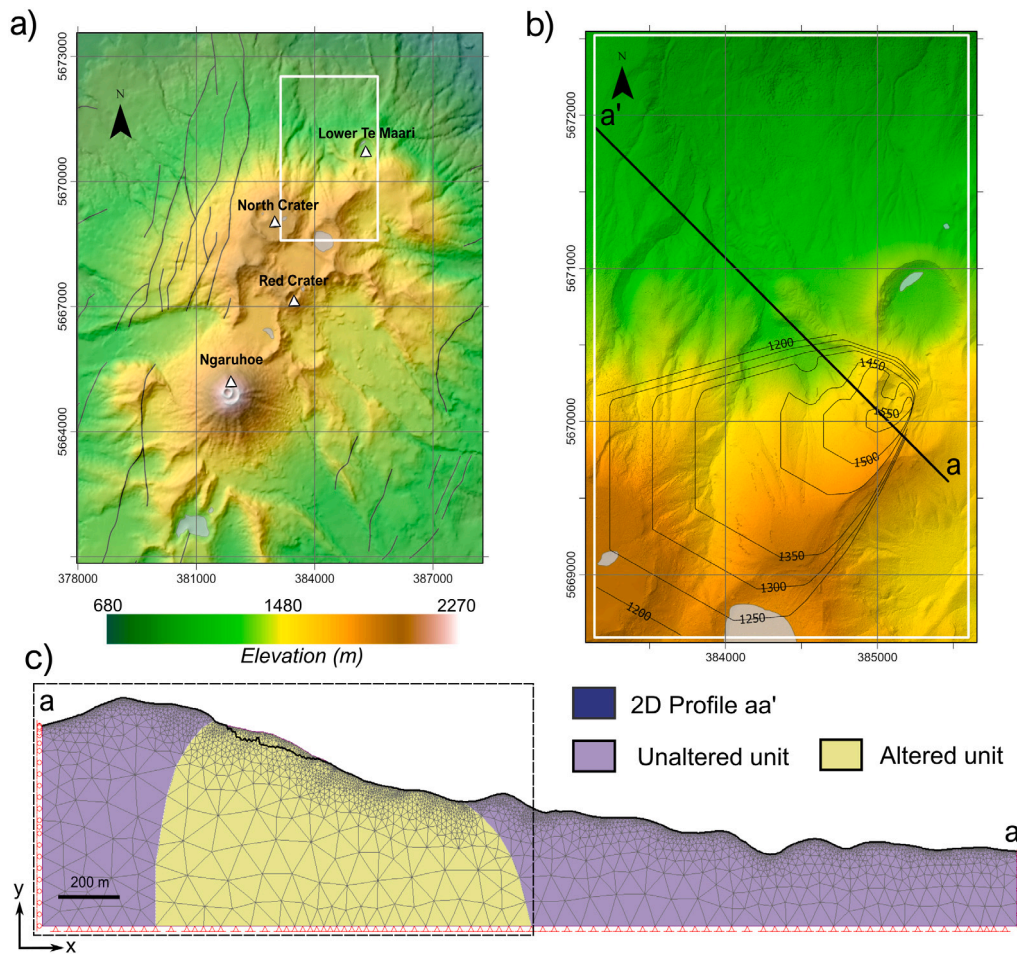 a)
N
5673000
5670000
5667000
5664000
Lower Te Maari
North Crater
Red Crater
Ngaruhoe
378000
381000
384000
387000
680
1480
2270
Elevation (m)
b)
N
a'
5672000
5671000
5670000
5669000
1200
1450
1550
1500
a
1350
1300
1250
1200
384000
385000
c)
a
2D Profile aa'
Unaltered unit
Altered unit
200 m
y
x
a'